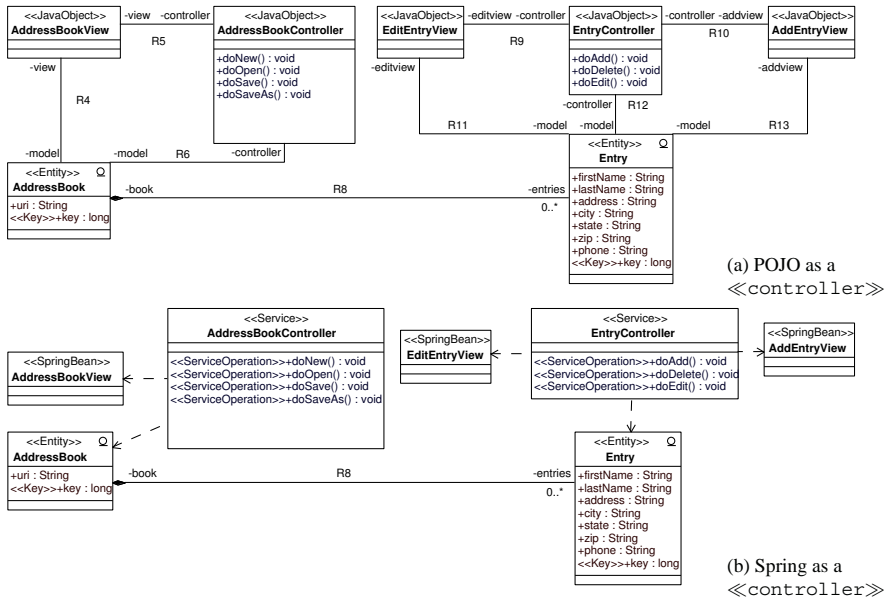 <<JavaObject>>
AddressBookView
-view
-controller
R5
<<JavaObject>>
AddressBookController
+doNew() : void
+doOpen() : void
+doSave() : void
+doSaveAs() : void
-view
R4
-model
-model
R6
-controller
<<JavaObject>>
EditEntryView
-editview
-controller
R9
<<JavaObject>>
EntryController
+doAdd() : void
+doDelete() : void
+doEdit() : void
-controller
-addview
R10
<<JavaObject>>
AddEntryView
-editview
-addview
-controller
R12
R11
-model
-model
-model
R13
<<Entity>>
AddressBook
+uri : String
<<Key>>+key : long
-book
R8
-entries
0..*
<<Entity>>
Entry
+firstName : String
+lastName : String
+address : String
+city : String
+state : String
+zip : String
+phone : String
<<Key>>+key : long
(a) POJO as a
≪controller≫
<<SpringBean>>
AddressBookView
<<Service>>
AddressBookController
<<ServiceOperation>>+doNew() : void
<<ServiceOperation>>+doOpen() : void
<<ServiceOperation>>+doSave() : void
<<ServiceOperation>>+doSaveAs() : void
<<SpringBean>>
EditEntryView
<<Service>>
EntryController
<<ServiceOperation>>+doAdd() : void
<<ServiceOperation>>+doDelete() : void
<<ServiceOperation>>+doEdit() : void
<<SpringBean>>
AddEntryView
<<Entity>>
AddressBook
+uri : String
<<Key>>+key : long
-book
R8
-entries
0..*
<<Entity>>
Entry
+firstName : String
+lastName : String
+address : String
+city : String
+state : String
+zip : String
+phone : String
<<Key>>+key : long
(b) Spring as a
≪controller≫